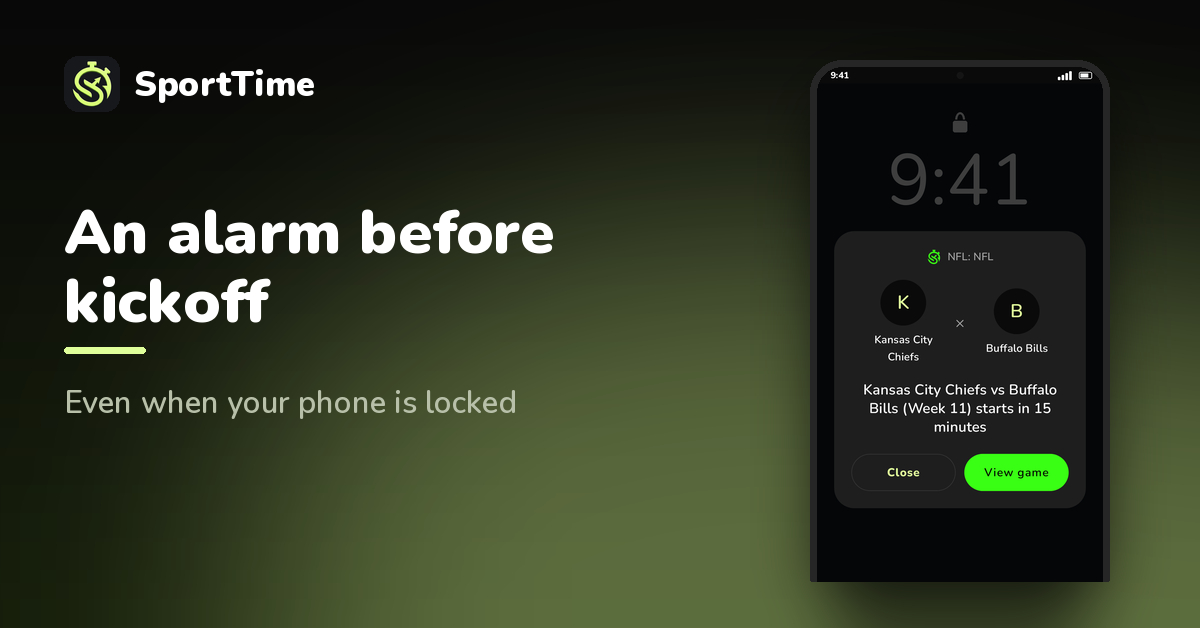 SportTime
An alarm before
kickoff
Even when your phone is locked
9:41
9:41
NFL: NFL
K
Kansas City
Chiefs
×
B
Buffalo Bills
Kansas City Chiefs vs Buffalo
Bills (Week 11) starts in 15
minutes
Close
View game